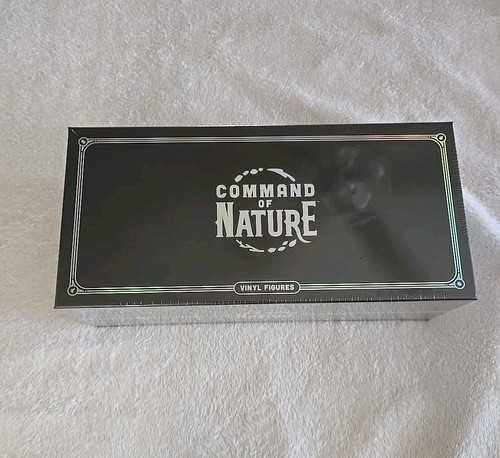 COMMAND
OF
NATURE
VINYL FIGURES